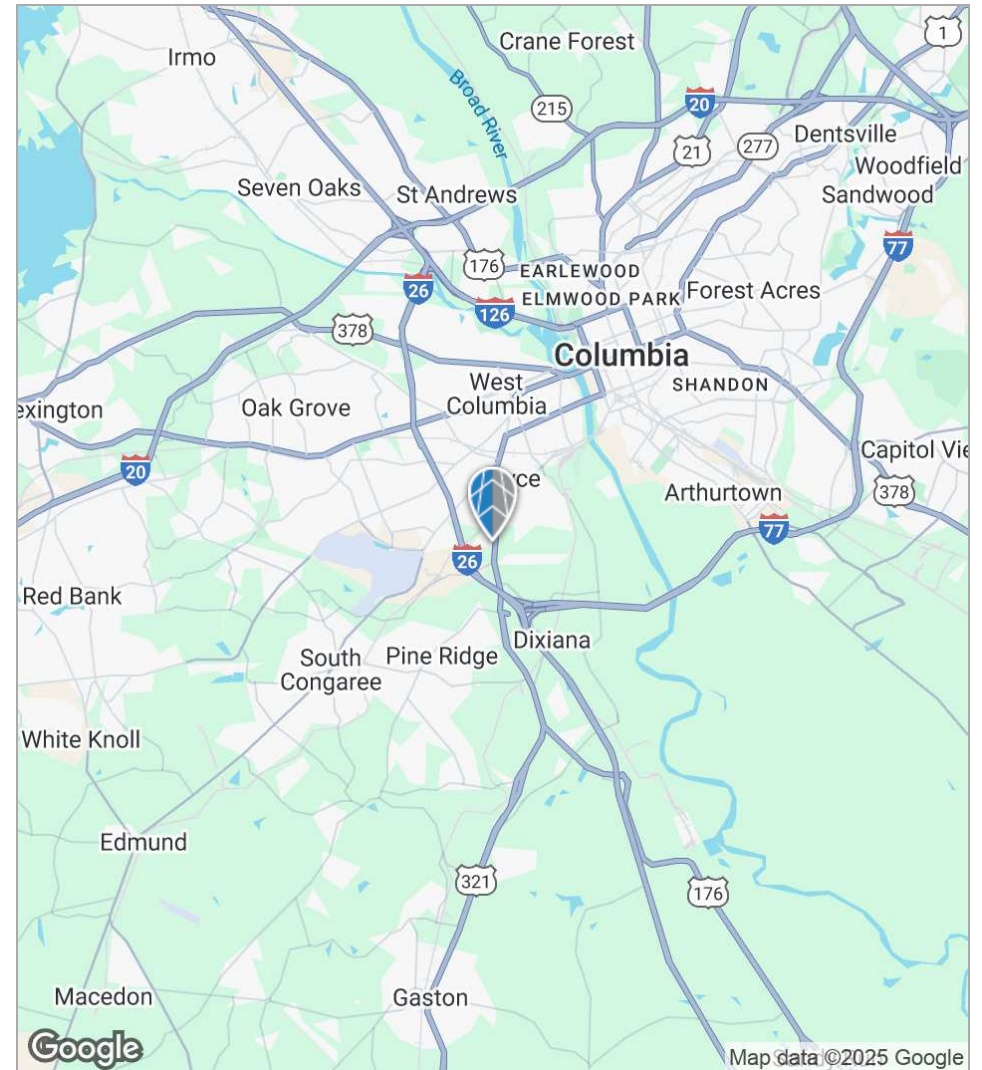 Irmo
Crane Forest
1
Broad River
215
20
21
277
Dentsville
Woodfield
Sandwood
Seven Oaks
St Andrews
77
176
EARLEWOOD
26
ELMWOOD PARK
Forest Acres
126
378
Columbia
West
Columbia
SHANDON
exington
Oak Grove
Capitol Vie
20
yce
Arthurtown
378
77
26
Red Bank
Dixiana
South
Congaree
Pine Ridge
White Knoll
Edmund
321
176
Macedon
Gaston
Google
Map data ©2025 Google